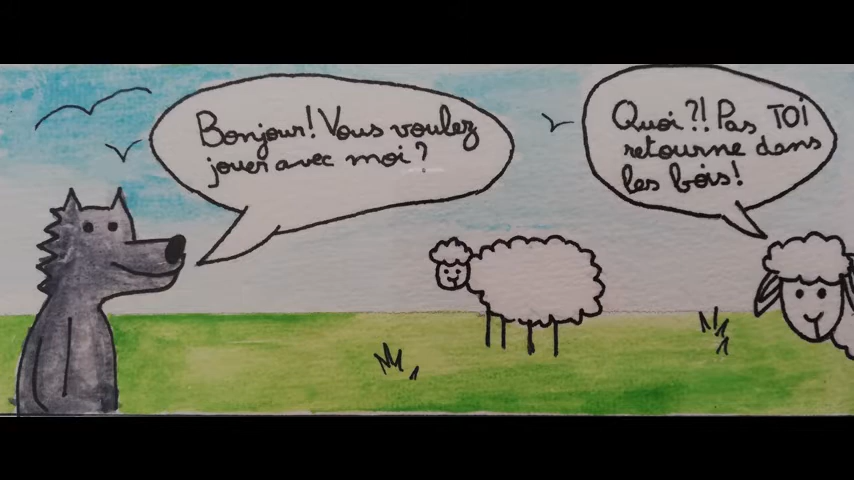 Bonjour! Vous voulez
jouer avec moi?
Quoi?!! Pas TOI
retourne dans
les bois!